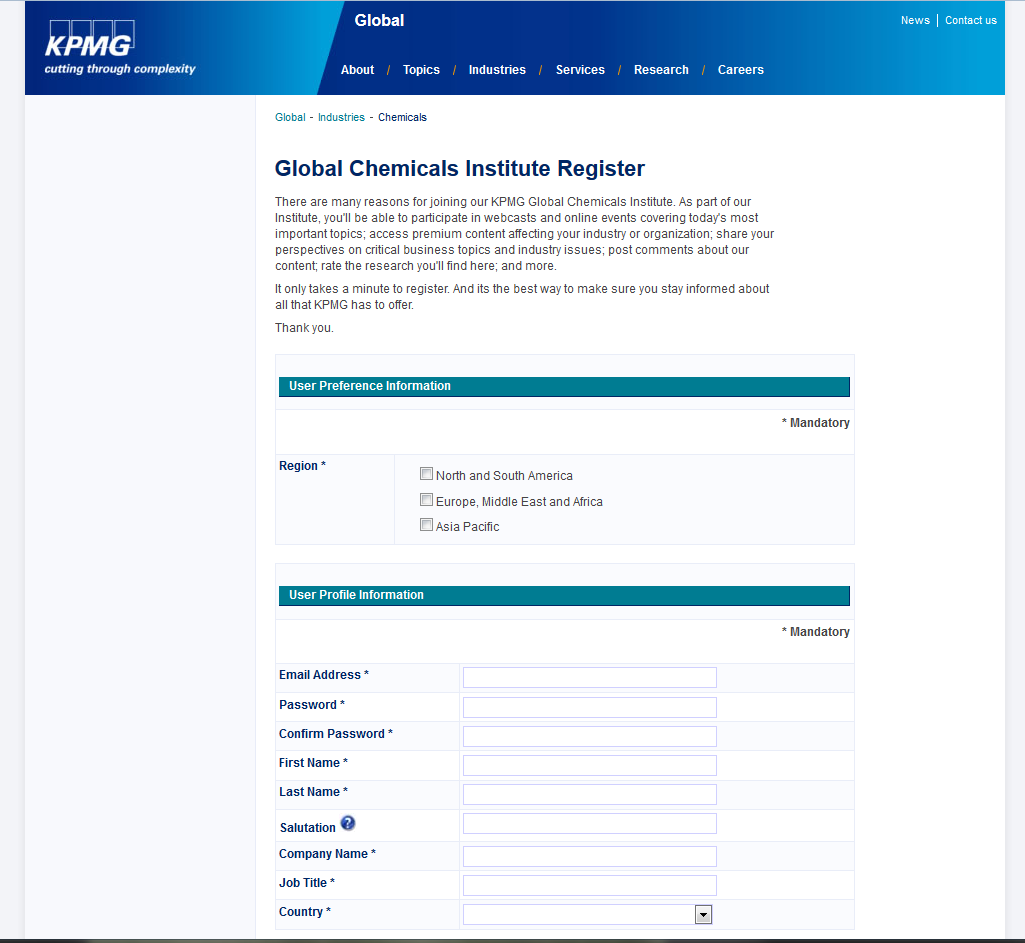 KPMG
cutting through complexity
Global
News | Contact us
About / Topics / Industries / Services / Research / Careers
Global - Industries - Chemicals
Global Chemicals Institute Register
There are many reasons for joining our KPMG Global Chemicals Institute. As part of our
Institute, you'll be able to participate in webcasts and online events covering today's most
important topics; access premium content affecting your industry or organization; share your
perspectives on critical business topics and industry issues; post comments about our
content; rate the research you'll find here; and more.
It only takes a minute to register. And its the best way to make sure you stay informed about
all that KPMG has to offer.
Thank you.
User Preference Information
* Mandatory
Region *
North and South America
Europe, Middle East and Africa
Asia Pacific
User Profile Information
* Mandatory
Email Address *
Password *
Confirm Password *
First Name *
Last Name *
Salutation ?
Company Name *
Job Title *
Country *